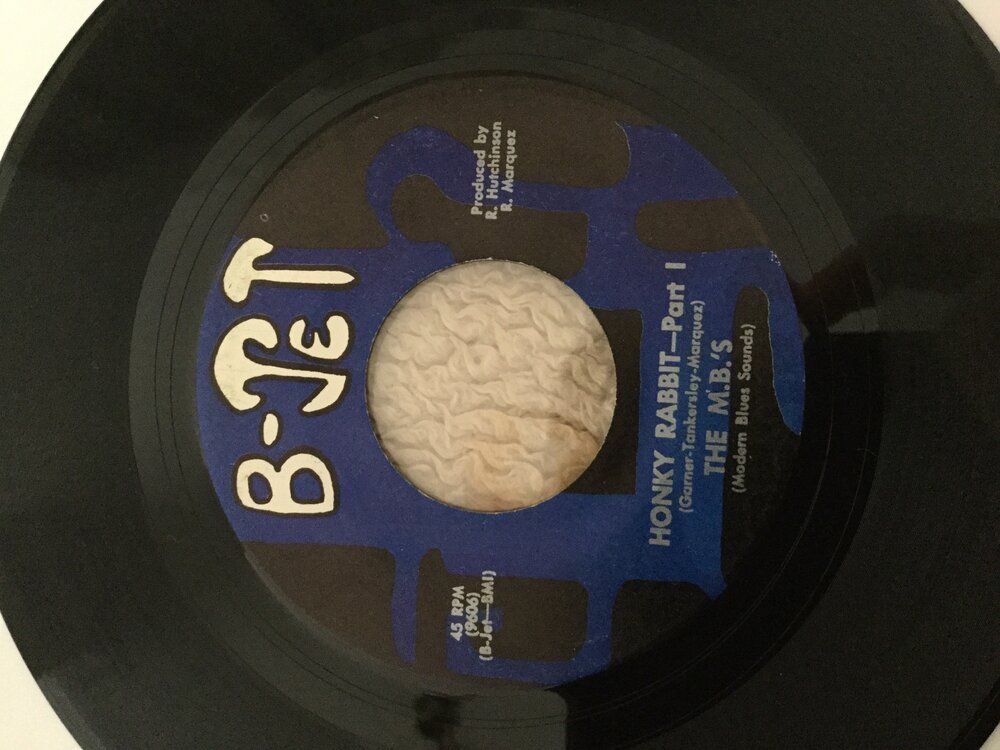 B-JET
45 RPM
(9606)
(B-Jet—BMI)
Produced by
R. Hutchinson
R. Marquez
HONKY RABBIT—Part I
(Garner-Tankersley-Marquez)
THE M.B.'S
(Modern Blues Sounds)